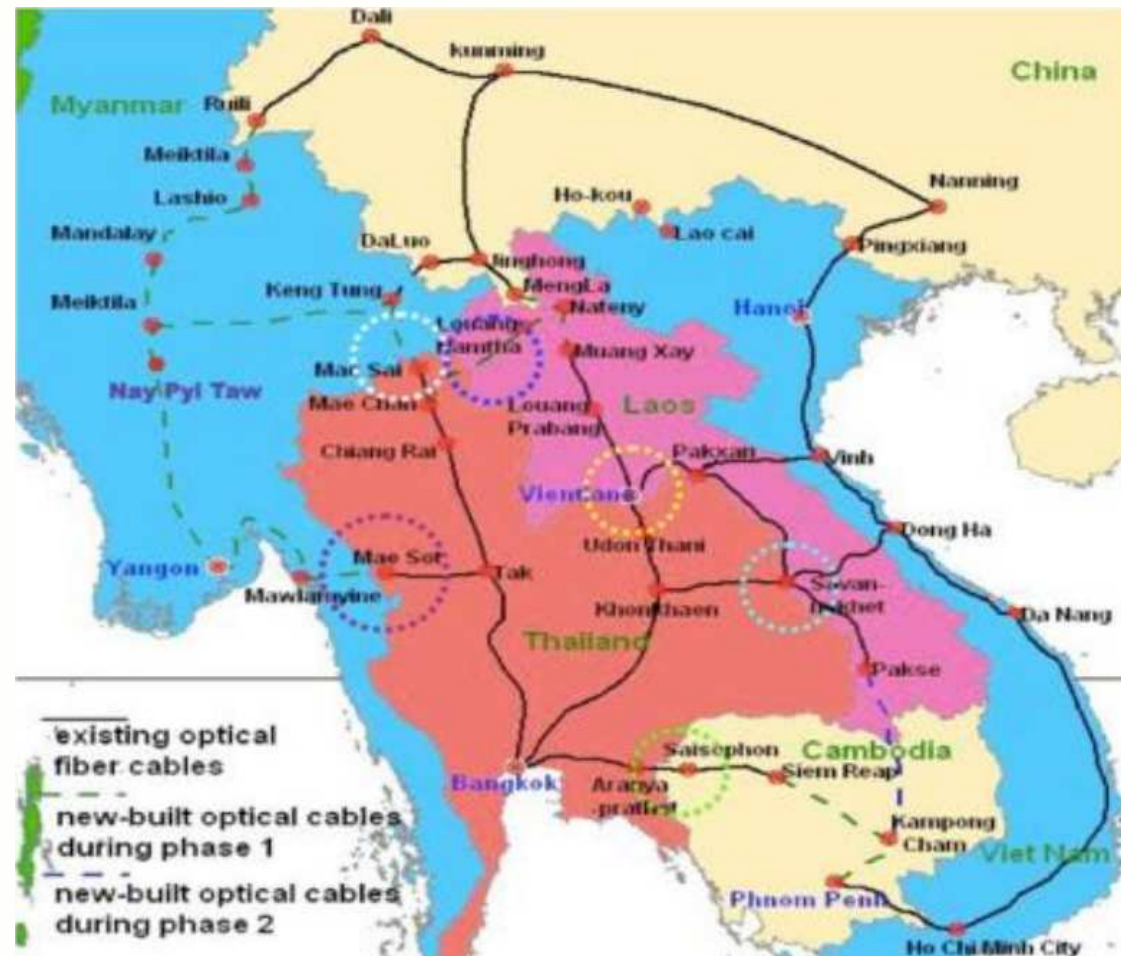 Dali
kunming
China
Myanmar
Ruili
Meiktila
Lashio
Ho-kou
Nanning
Mandalay
Lao cai
DaLuo
Jinghong
Pingxiang
Keng Tung
MengLa
Meiktila
Nateny
Hanoi
Louang
Namtha
Muang Xay
Mae Sai
Nay Pyi Taw
Mae Chan
Louang
Prabang
Laos
Chiang Rai
Pakxan
Vinh
Vientiane
Dong Ha
Udon Thani
Yangon
Mae Sot
Tak
Savan-
nakhet
Mawlamyine
Khonkhaen
Da Nang
Thailand
Pakse
existing optical
fiber cables
Saisophon
Cambodia
Bangkok
Aranya
-prathet
Siem Reap
new-built optical cables
during phase 1
Kampong
Cham
Viet Nam
Phnom Penh
new-built optical cables
during phase 2
Ho Chi Minh City